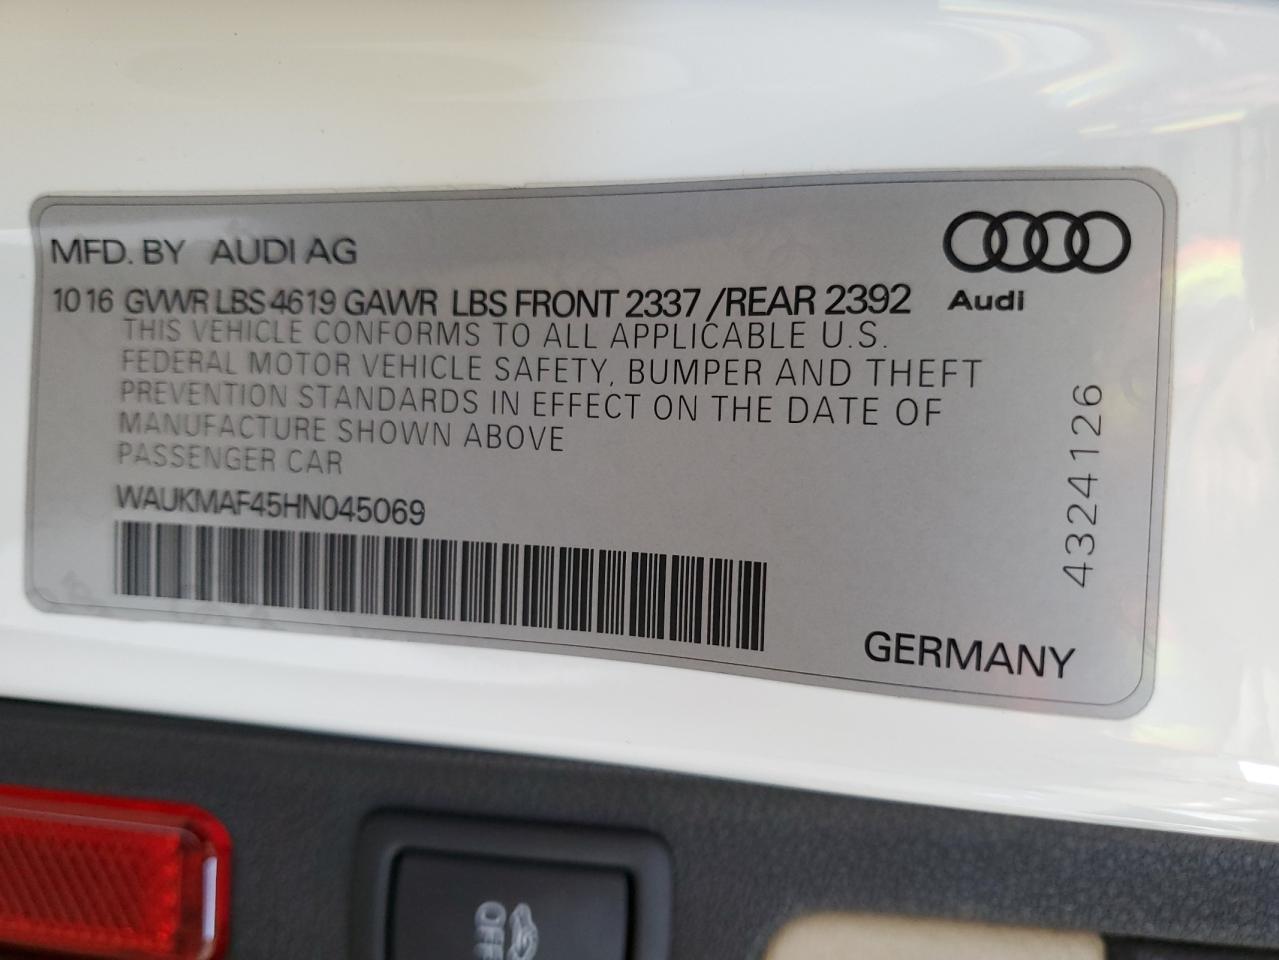 MFD. BY AUDI AG
10 16 GVWR LBS 4619 GAWR LBS FRONT 2337 /REAR 2392
Audi
THIS VEHICLE CONFORMS TO ALL APPLICABLE U.S.
FEDERAL MOTOR VEHICLE SAFETY, BUMPER AND THEFT
PREVENTION STANDARDS IN EFFECT ON THE DATE OF
MANUFACTURE SHOWN ABOVE
PASSENGER CAR
WAUKMAF45HN045069
4324126
GERMANY
OFF